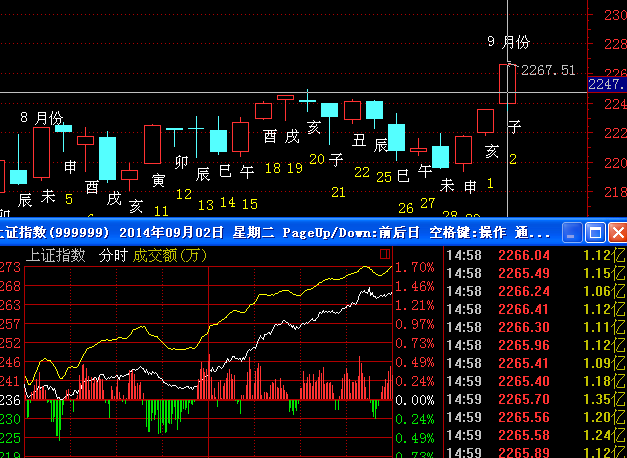 230
9 月份
228
2267.51
226
2247.
224
8 月份
酉 戌 亥 子 丑 辰 巳 午 未 申 亥 子
222
卯 辰 未 申 酉 戌 亥 寅 卯 辰 巳 午
220
5 11 12 13 14 15 18 19 20 21 22 25 26 27 28 1 2
218
上证指数(999999) 2014年09月02日 星期二 PageUp/Down:前后日 空格键:操作 通...
上证指数 分时 成交额(万)
273 1.70% 14:58 2266.04 1.12亿
268 1.46% 14:58 2265.49 1.15亿
263 1.21% 14:58 2266.24 1.06亿
257 0.97% 14:58 2266.41 1.12亿
252 0.73% 14:58 2266.30 1.11亿
246 0.49% 14:58 2265.96 1.12亿
241 0.24% 14:59 2265.41 1.09亿
236 0.00% 14:59 2265.40 1.18亿
230 0.24% 14:59 2265.70 1.35亿
225 0.49% 14:59 2265.56 1.20亿
219 0.73% 14:59 2265.58 1.24亿
14:59 2265.89 1.12亿